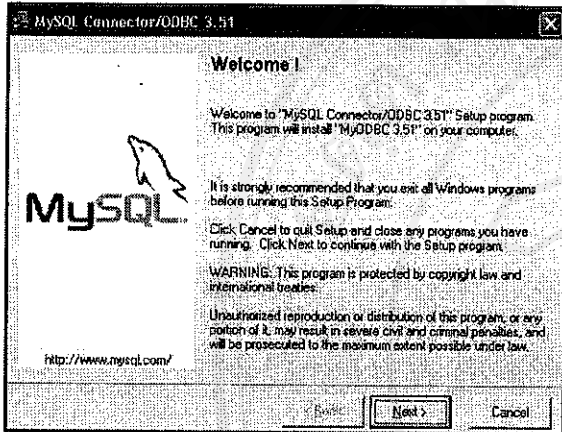 MySQL Connector/ODBC 3.51
Welcome !
Welcome to "MySQL Connector/ODBC 3.51" Setup program.
This program will install "MyODBC 3.51" on your computer.
It is strongly recommended that you exit all Windows programs
before running this Setup Program.
Click Cancel to quit Setup and close any programs you have
running. Click Next to continue with the Setup program.
WARNING: This program is protected by copyright law and
international treaties.
Unauthorized reproduction or distribution of this program, or any
portion of it, may result in severe civil and criminal penalties, and
will be prosecuted to the maximum extent possible under law.
MySQL.
http://www.mysql.com/
< Back
Next >
Cancel